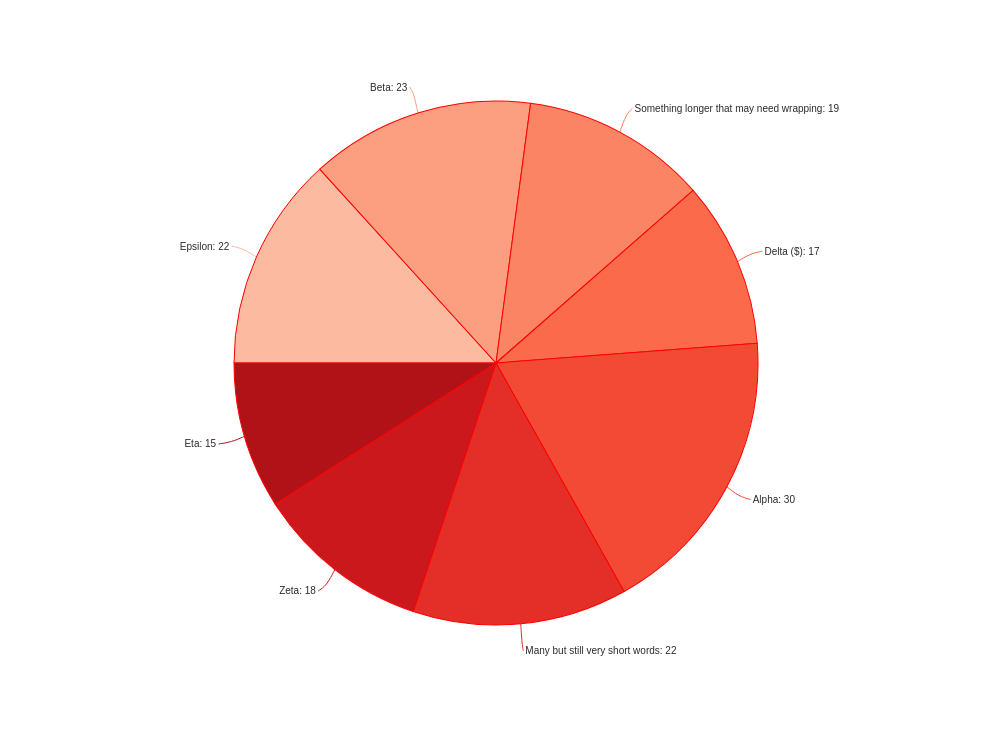 Beta: 23
Something longer that may need wrapping: 19
Epsilon: 22
Delta ($): 17
Eta: 15
Alpha: 30
Zeta: 18
Many but still very short words: 22